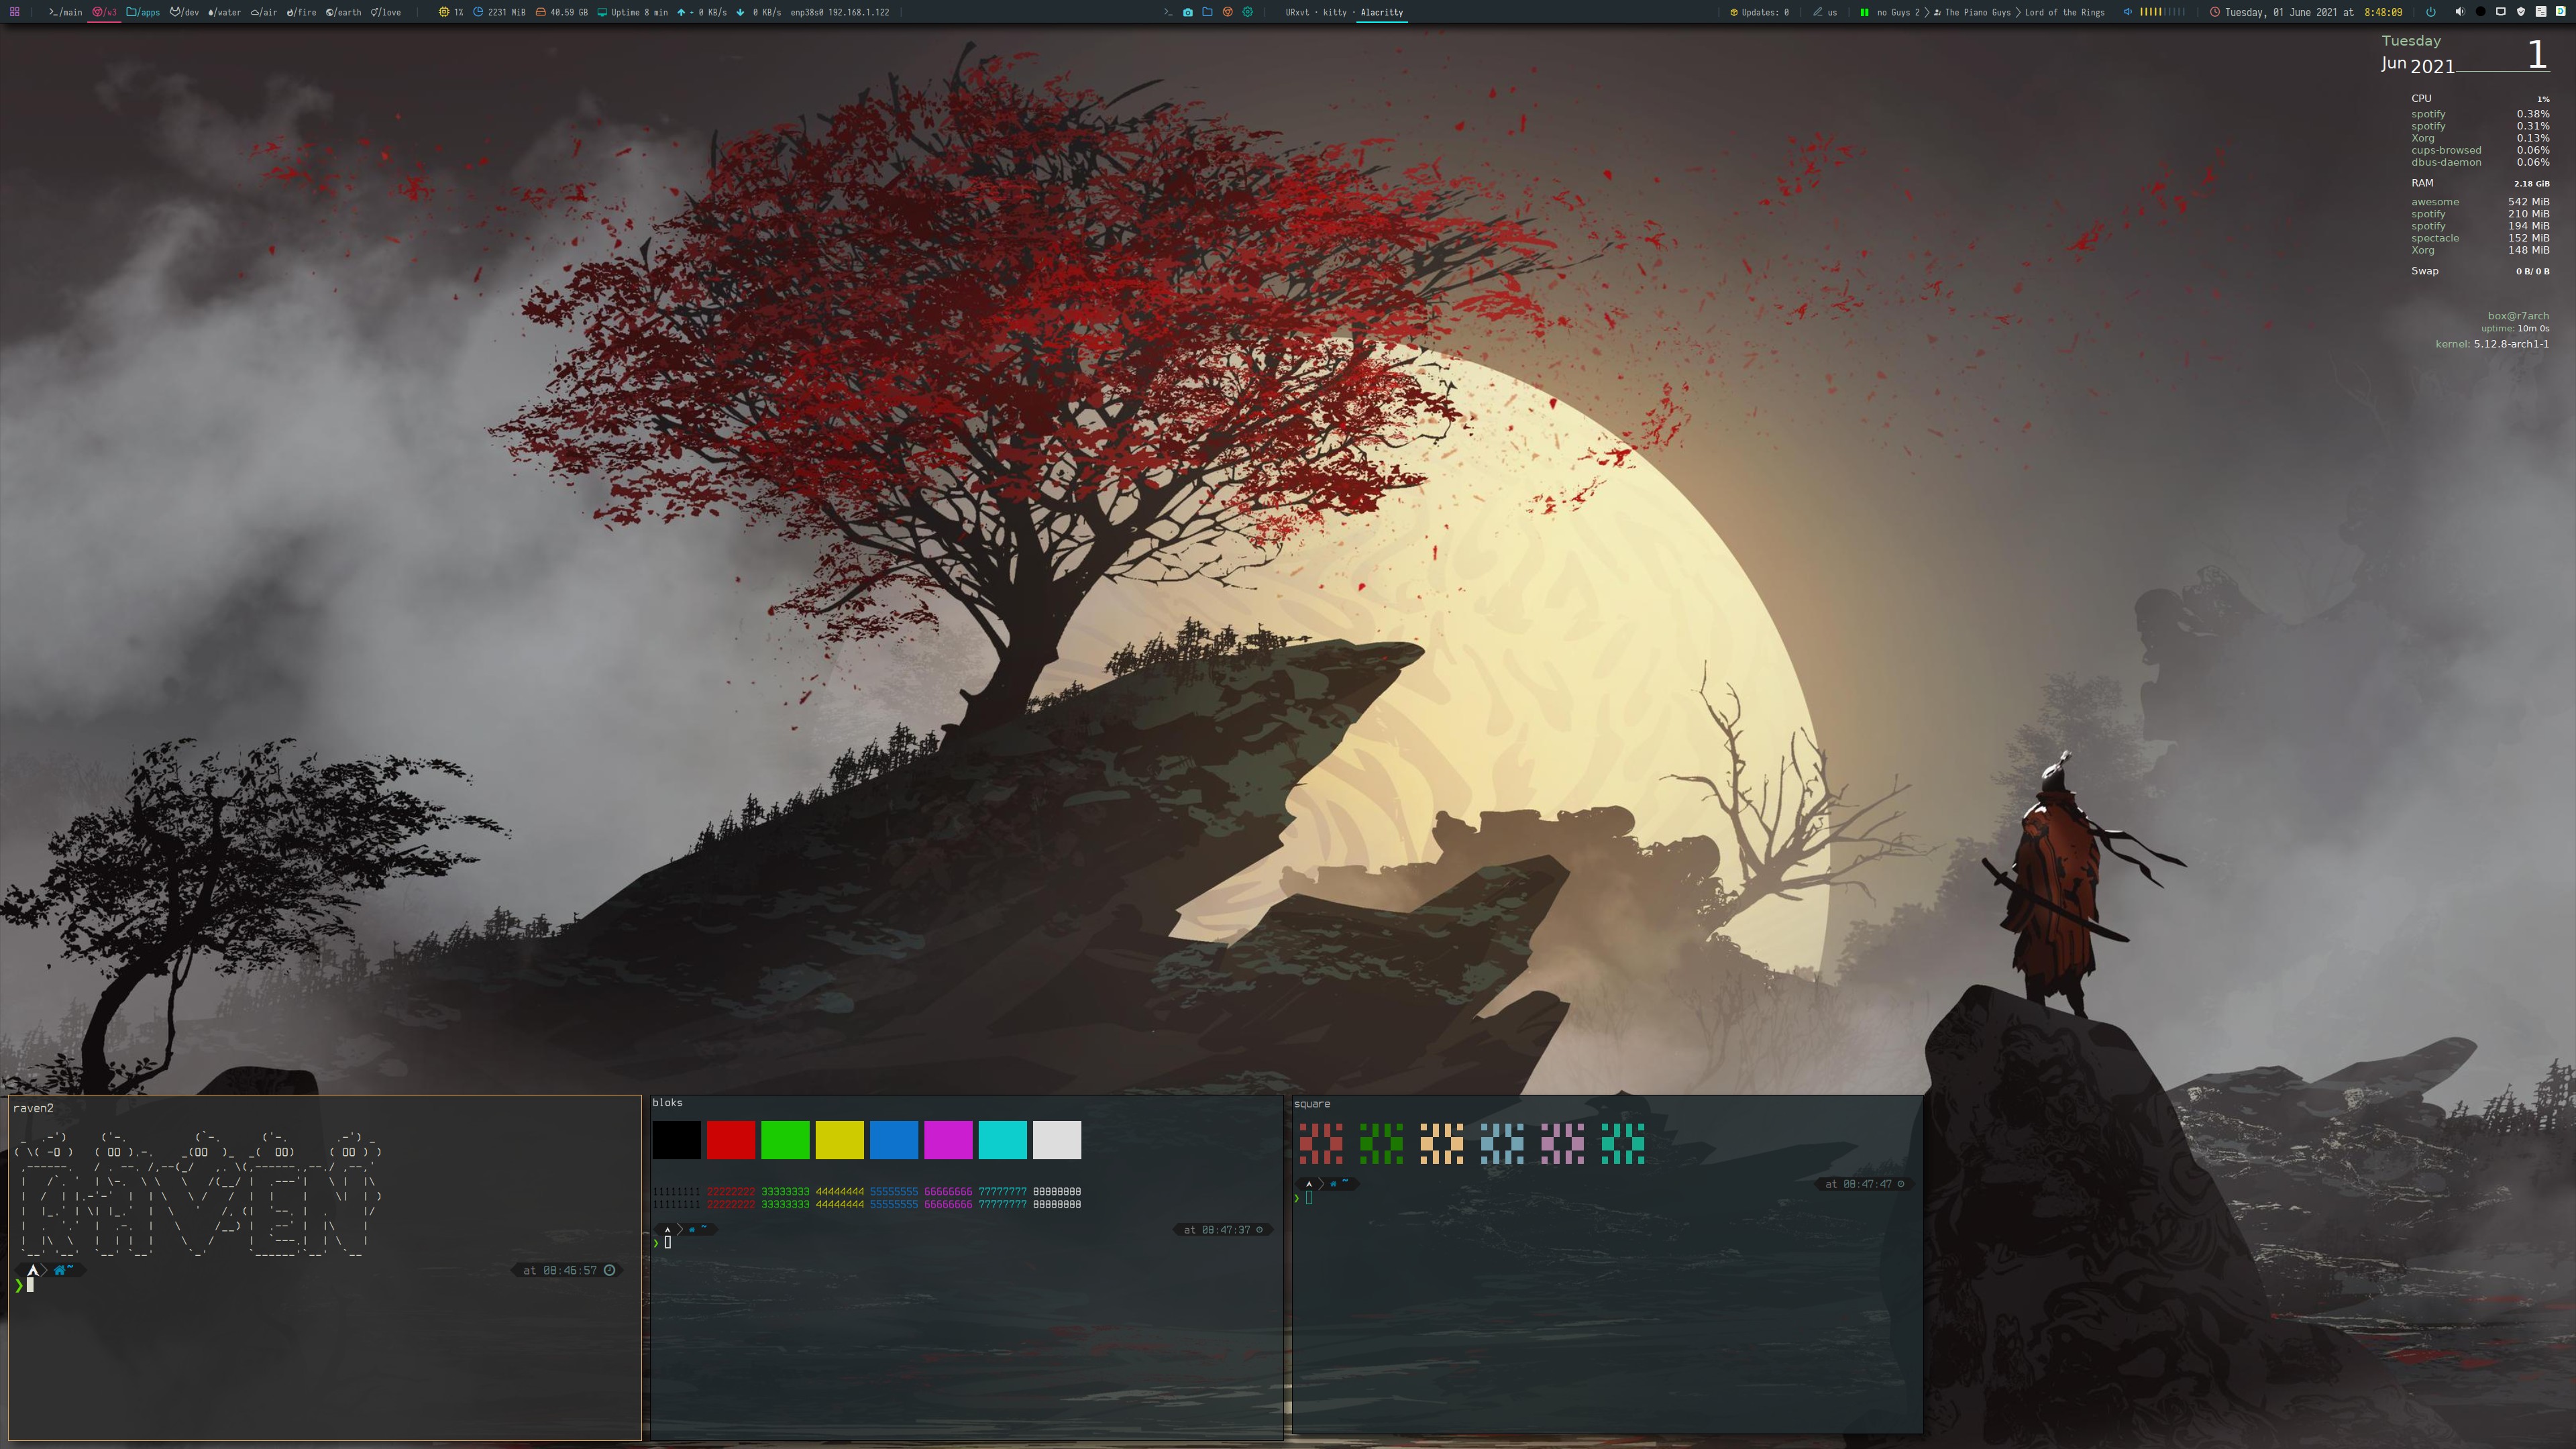 >_/main /w3 /apps /dev /water /air /fire /earth /love
1% 2231 MiB 40.59 GB Uptime 8 min + 0 KB/s 0 KB/s enp38s0 192.168.1.122
>_
URxvt · kitty · Alacritty
Updates: 0 us no Guys 2 The Piano Guys Lord of the Rings Tuesday, 01 June 2021 at 8:48:09
Tuesday
Jun 2021 1
CPU 1%
spotify 0.38%
spotify 0.31%
Xorg 0.13%
cups-browsed 0.06%
dbus-daemon 0.06%
RAM 2.18 GiB
awesome 542 MiB
spotify 210 MiB
spotify 194 MiB
spectacle 152 MiB
Xorg 148 MiB
Swap 0 B/ 0 B
box@r7arch
uptime: 10m 0s
kernel: 5.12.8-arch1-1
raven2
~ at 08:46:57
❯
bloks
11111111 22222222 33333333 44444444 55555555 66666666 77777777 88888888
11111111 22222222 33333333 44444444 55555555 66666666 77777777 88888888
~ at 08:47:37
❯
square
~ at 08:47:47
❯